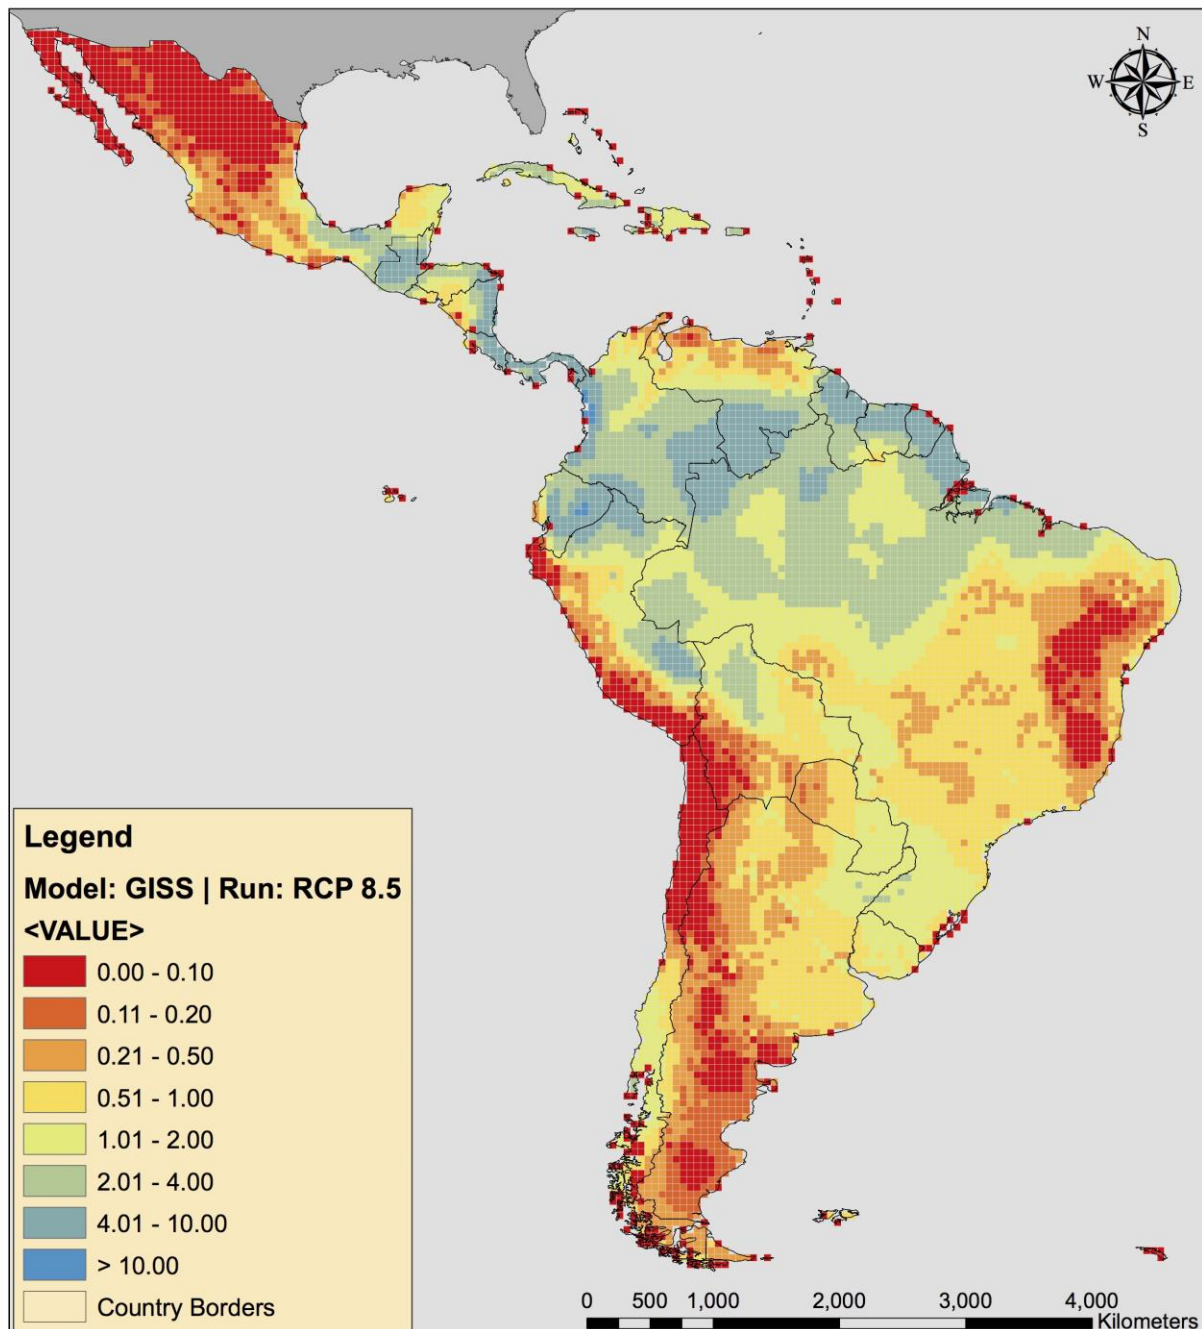 N
W E
S
Legend
Model: GISS | Run: RCP 8.5
<VALUE>
0.00 - 0.10
0.11 - 0.20
0.21 - 0.50
0.51 - 1.00
1.01 - 2.00
2.01 - 4.00
4.01 - 10.00
> 10.00
Country Borders
0 500 1,000 2,000 3,000 4,000
Kilometers